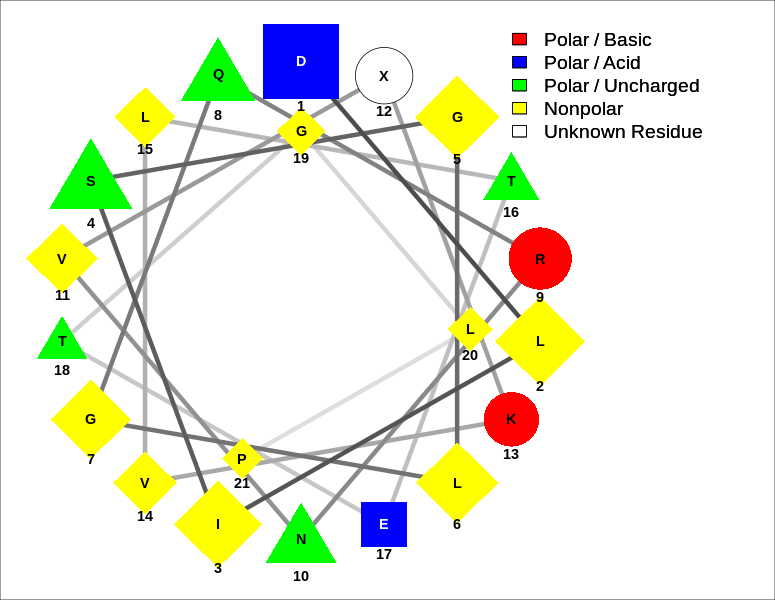 Q
8
D
1
X
12
G
5
Polar / Basic
Polar / Acid
Polar / Uncharged
Nonpolar
Unknown Residue
L
15
G
19
S
4
T
16
V
11
R
9
T
18
L
20
L
2
G
7
K
13
V
14
P
21
L
6
I
3
N
10
E
17